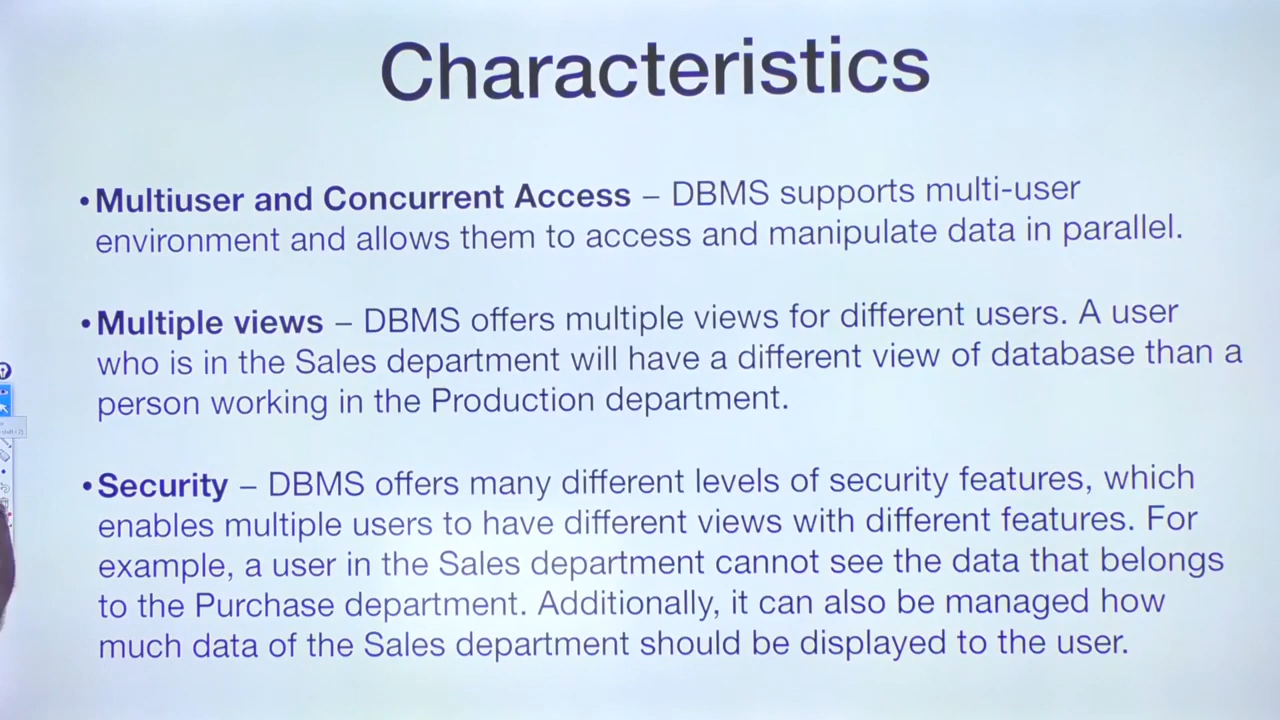 Characteristics
•Multiuser and Concurrent Access – DBMS supports multi-user
environment and allows them to access and manipulate data in parallel.
•Multiple views – DBMS offers multiple views for different users. A user
who is in the Sales department will have a different view of database than a
person working in the Production department.
•Security – DBMS offers many different levels of security features, which
enables multiple users to have different views with different features. For
example, a user in the Sales department cannot see the data that belongs
to the Purchase department. Additionally, it can also be managed how
much data of the Sales department should be displayed to the user.